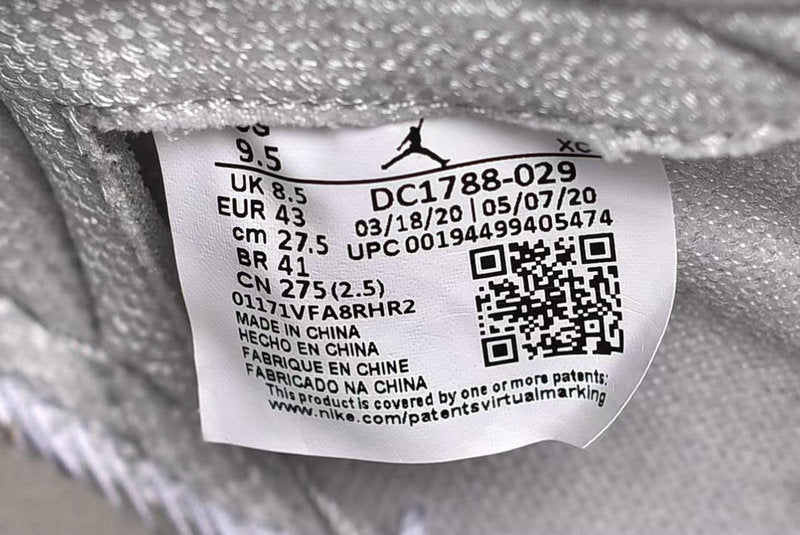 9.5
XC
UK 8.5
DC1788-029
EUR 43
03/18/20 | 05/07/20
cm 27.5
UPC 00194499405474
BR 41
CN 275(2.5)
01171VFA8RHR2
MADE IN CHINA
HECHO EN CHINA
FABRIQUE EN CHINE
FABRICADO NA CHINA
This product is covered by one or more patents:
www.nike.com/patentsvirtualmarking